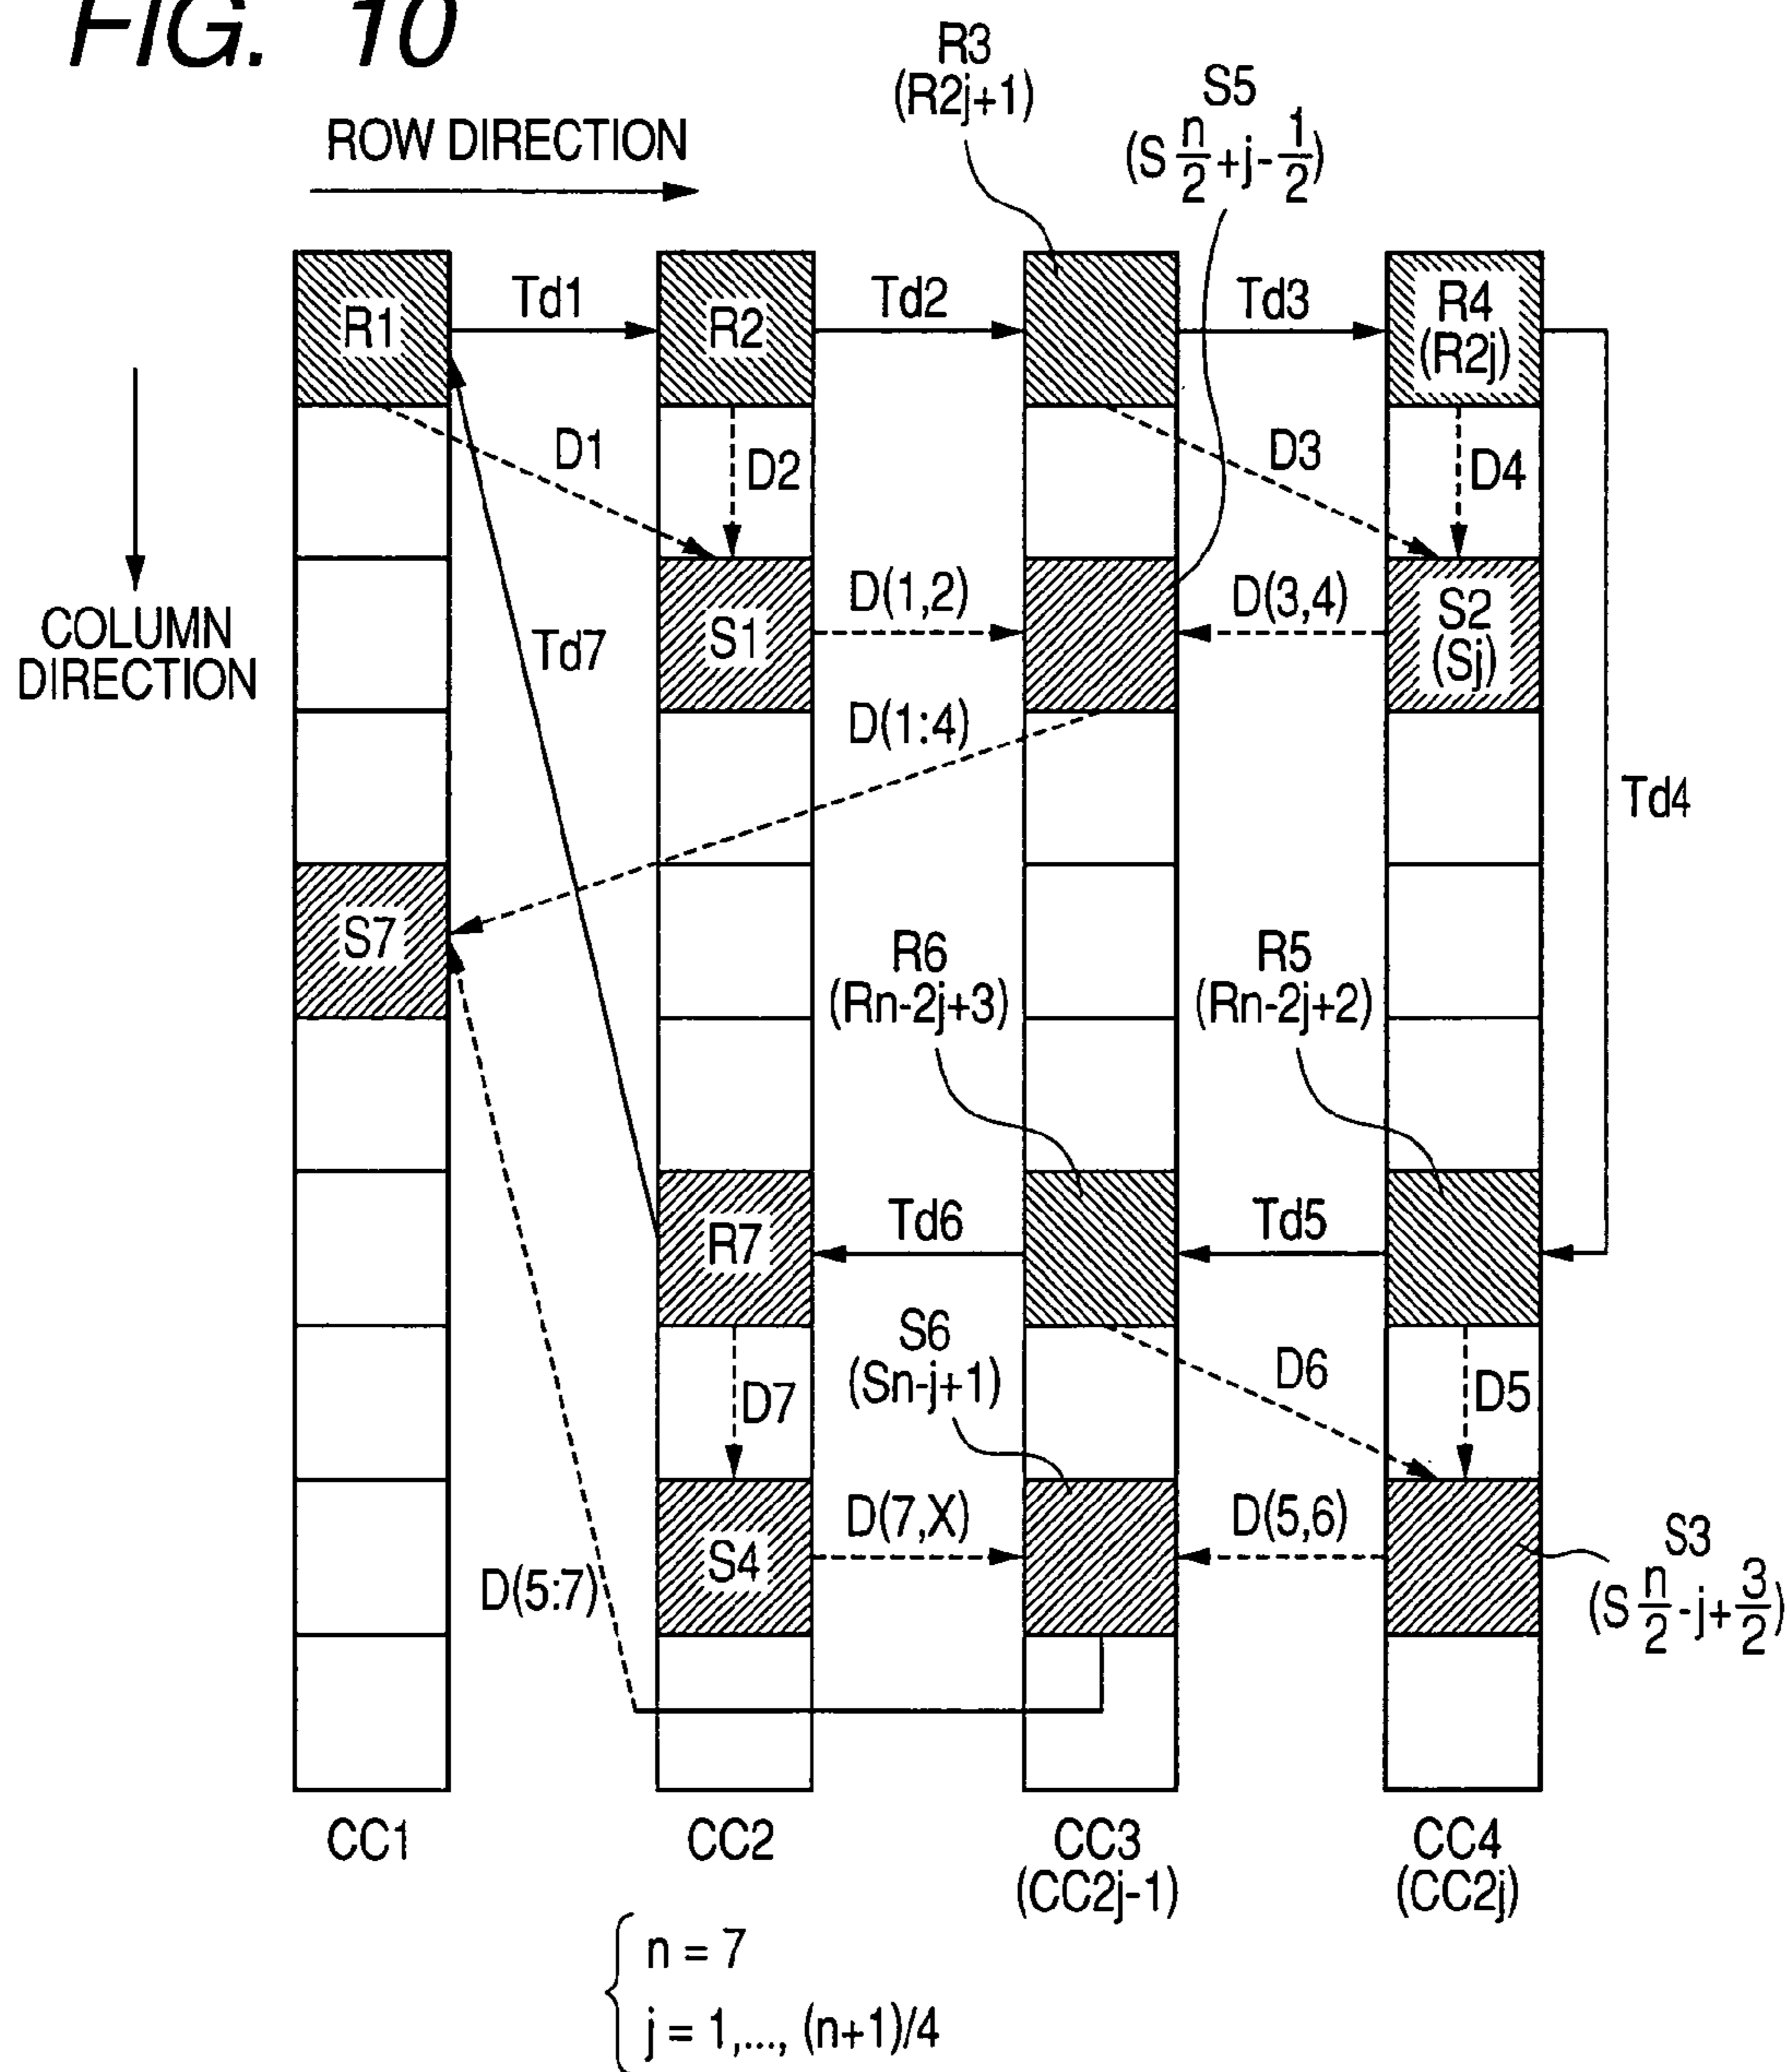 FIG. 10
ROW DIRECTION
COLUMN
DIRECTION
R3
(R2j+1)
S5
(S n/2 +j- 1/2)
R1
Td1
R2
Td2
Td3
R4
(R2j)
D1
D2
D3
D4
S1
D(1,2)
D(3,4)
S2
(Sj)
Td7
D(1:4)
Td4
S7
R6
(Rn-2j+3)
R5
(Rn-2j+2)
R7
Td6
Td5
S6
(Sn-j+1)
D7
D6
D5
S4
D(7,X)
D(5,6)
S3
(S n/2 -j+ 3/2)
D(5:7)
CC1
CC2
CC3
(CC2j-1)
CC4
(CC2j)
n = 7
j = 1,..., (n+1)/4